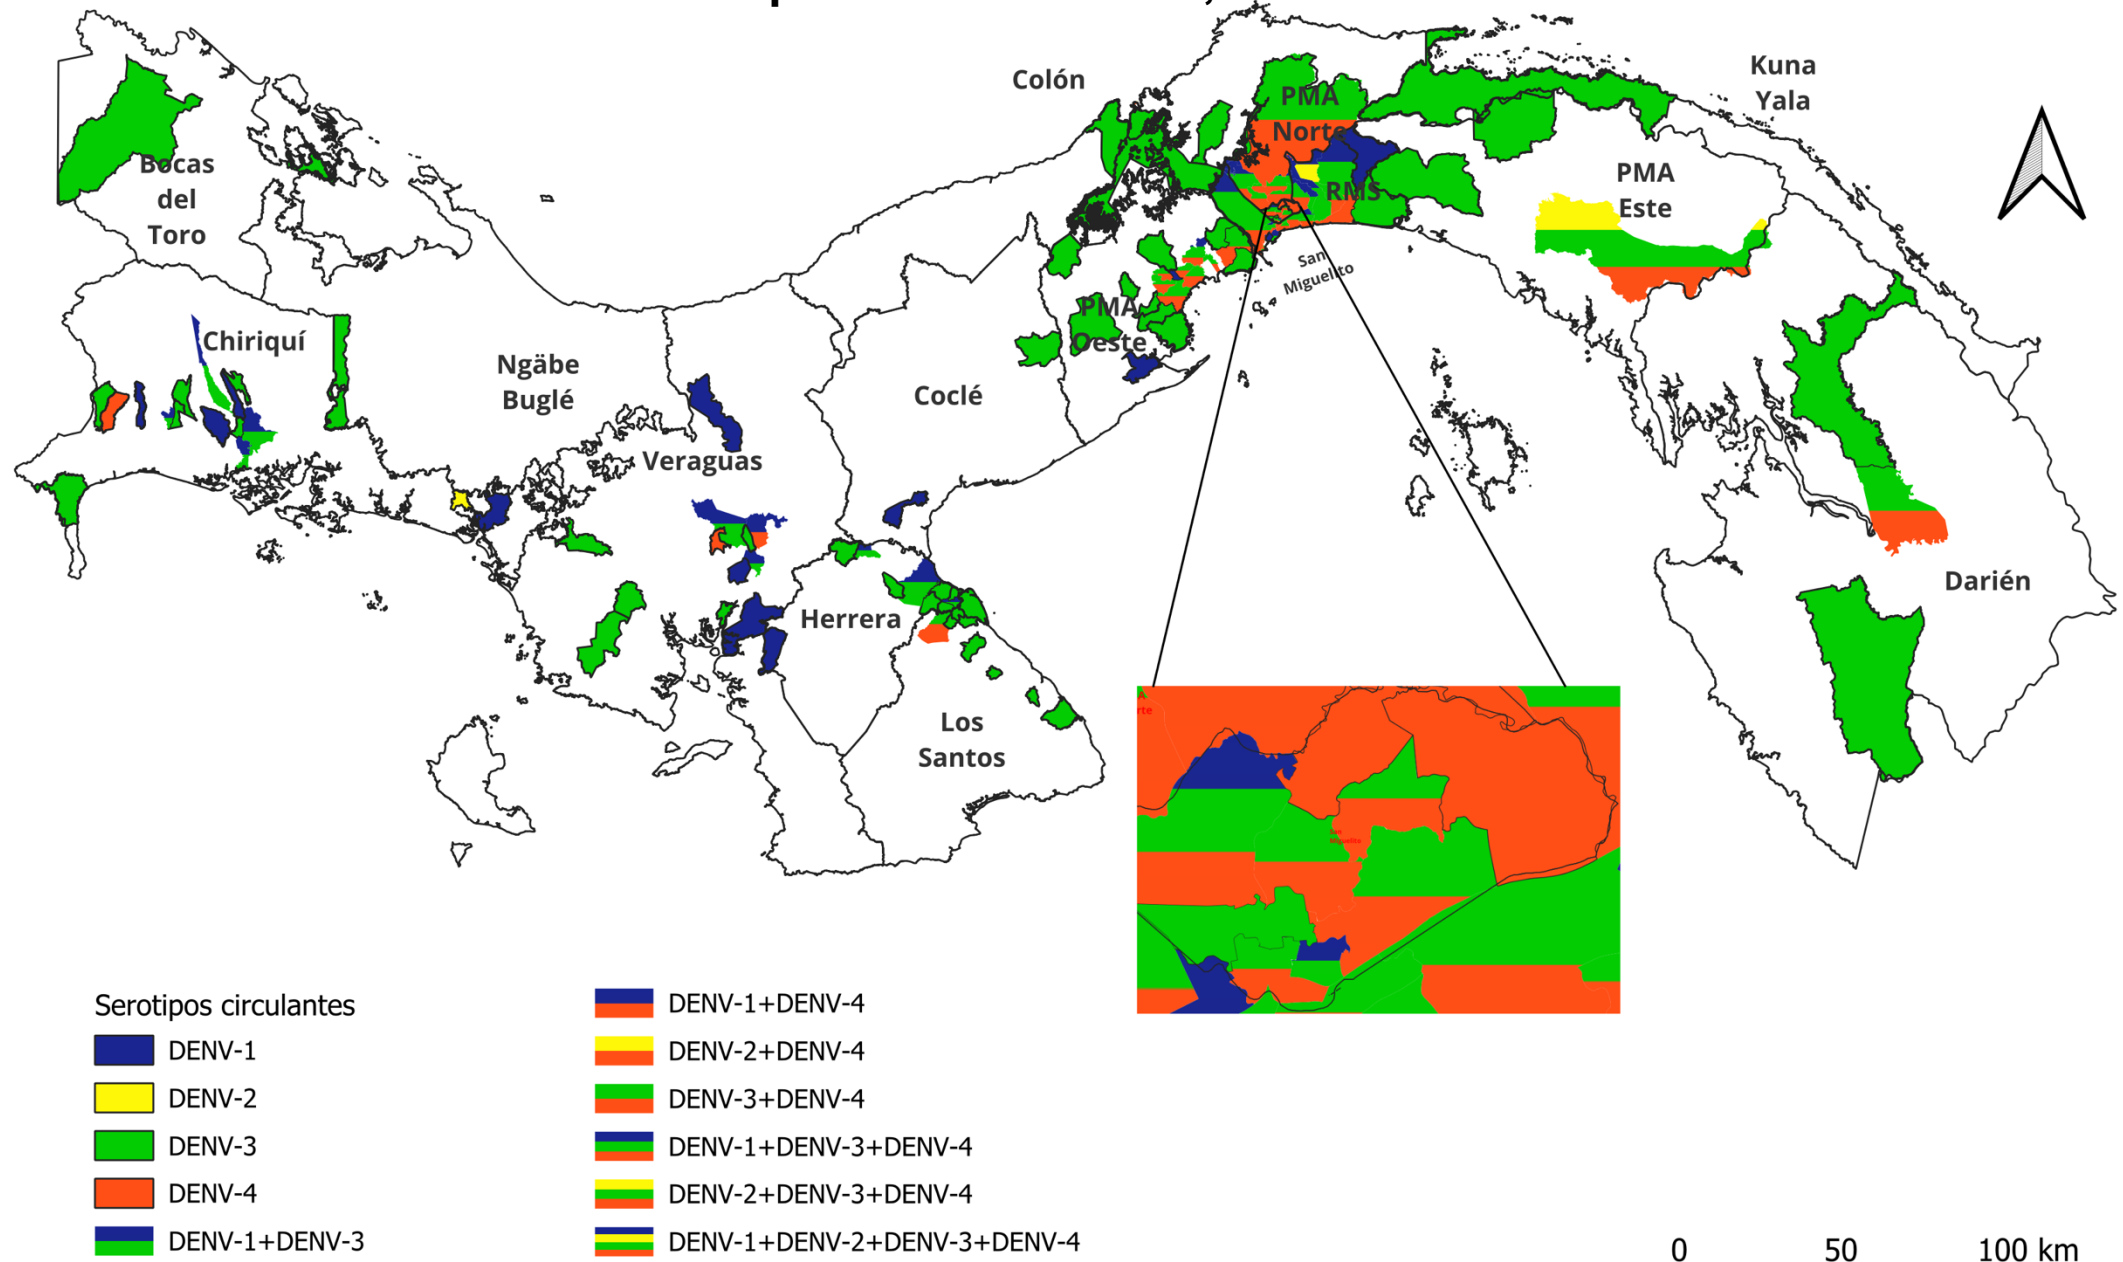 Colón
Kuna
Yala
PMA
Norte
RMS
PMA
Este
Bocas
del
Toro
San
Miguelito
PMA
Oeste
Chiriquí
Ngäbe
Buglé
Coclé
Veraguas
Herrera
Darién
Los
Santos
A
rte
San
Miguelito
Serotipos circulantes
DENV-1
DENV-2
DENV-3
DENV-4
DENV-1+DENV-3
DENV-1+DENV-4
DENV-2+DENV-4
DENV-3+DENV-4
DENV-1+DENV-3+DENV-4
DENV-2+DENV-3+DENV-4
DENV-1+DENV-2+DENV-3+DENV-4
0 50 100 km